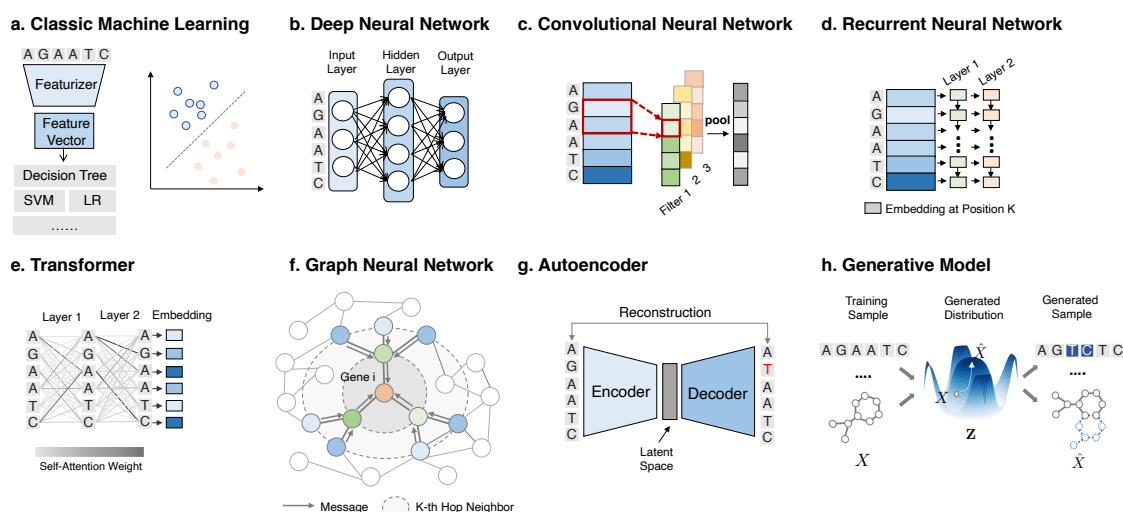 a. Classic Machine Learning
A G A A T C
Featurizer
Feature
Vector
Decision Tree
SVM
LR
......
b. Deep Neural Network
Input
Layer
Hidden
Layer
Output
Layer
A
G
A
A
T
C
c. Convolutional Neural Network
A
G
A
A
T
C
pool
Filter 1 2 3
d. Recurrent Neural Network
Layer 1
Layer 2
A
G
A
A
T
C
Embedding at Position K
e. Transformer
Layer 1
Layer 2
Embedding
A A A
G G G
A A A
A A A
T T T
C C C
Self-Attention Weight
f. Graph Neural Network
Gene i
Message
K-th Hop Neighbor
g. Autoencoder
Reconstruction
A
G
A
A
T
C
Encoder
Decoder
Latent
Space
A
T
A
A
T
C
h. Generative Model
Training
Sample
Generated
Distribution
Generated
Sample
A G A A T C
....
X
X
X̂
Z
A G T C T C
....
X̂